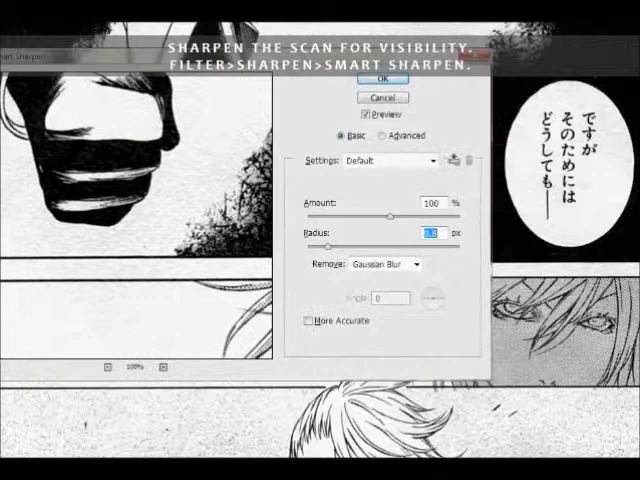 SHARPEN THE SCAN FOR VISIBILITY.
FILTER>SHARPEN>SMART SHARPEN.
Sharpen
OK
Cancel
Preview
Basic Advanced
Settings: Default
Amount: 100 %
Radius: px
Remove: Gaussian Blur
Angle: 0
More Accurate
100%
ですが
そのためには
どうしても──